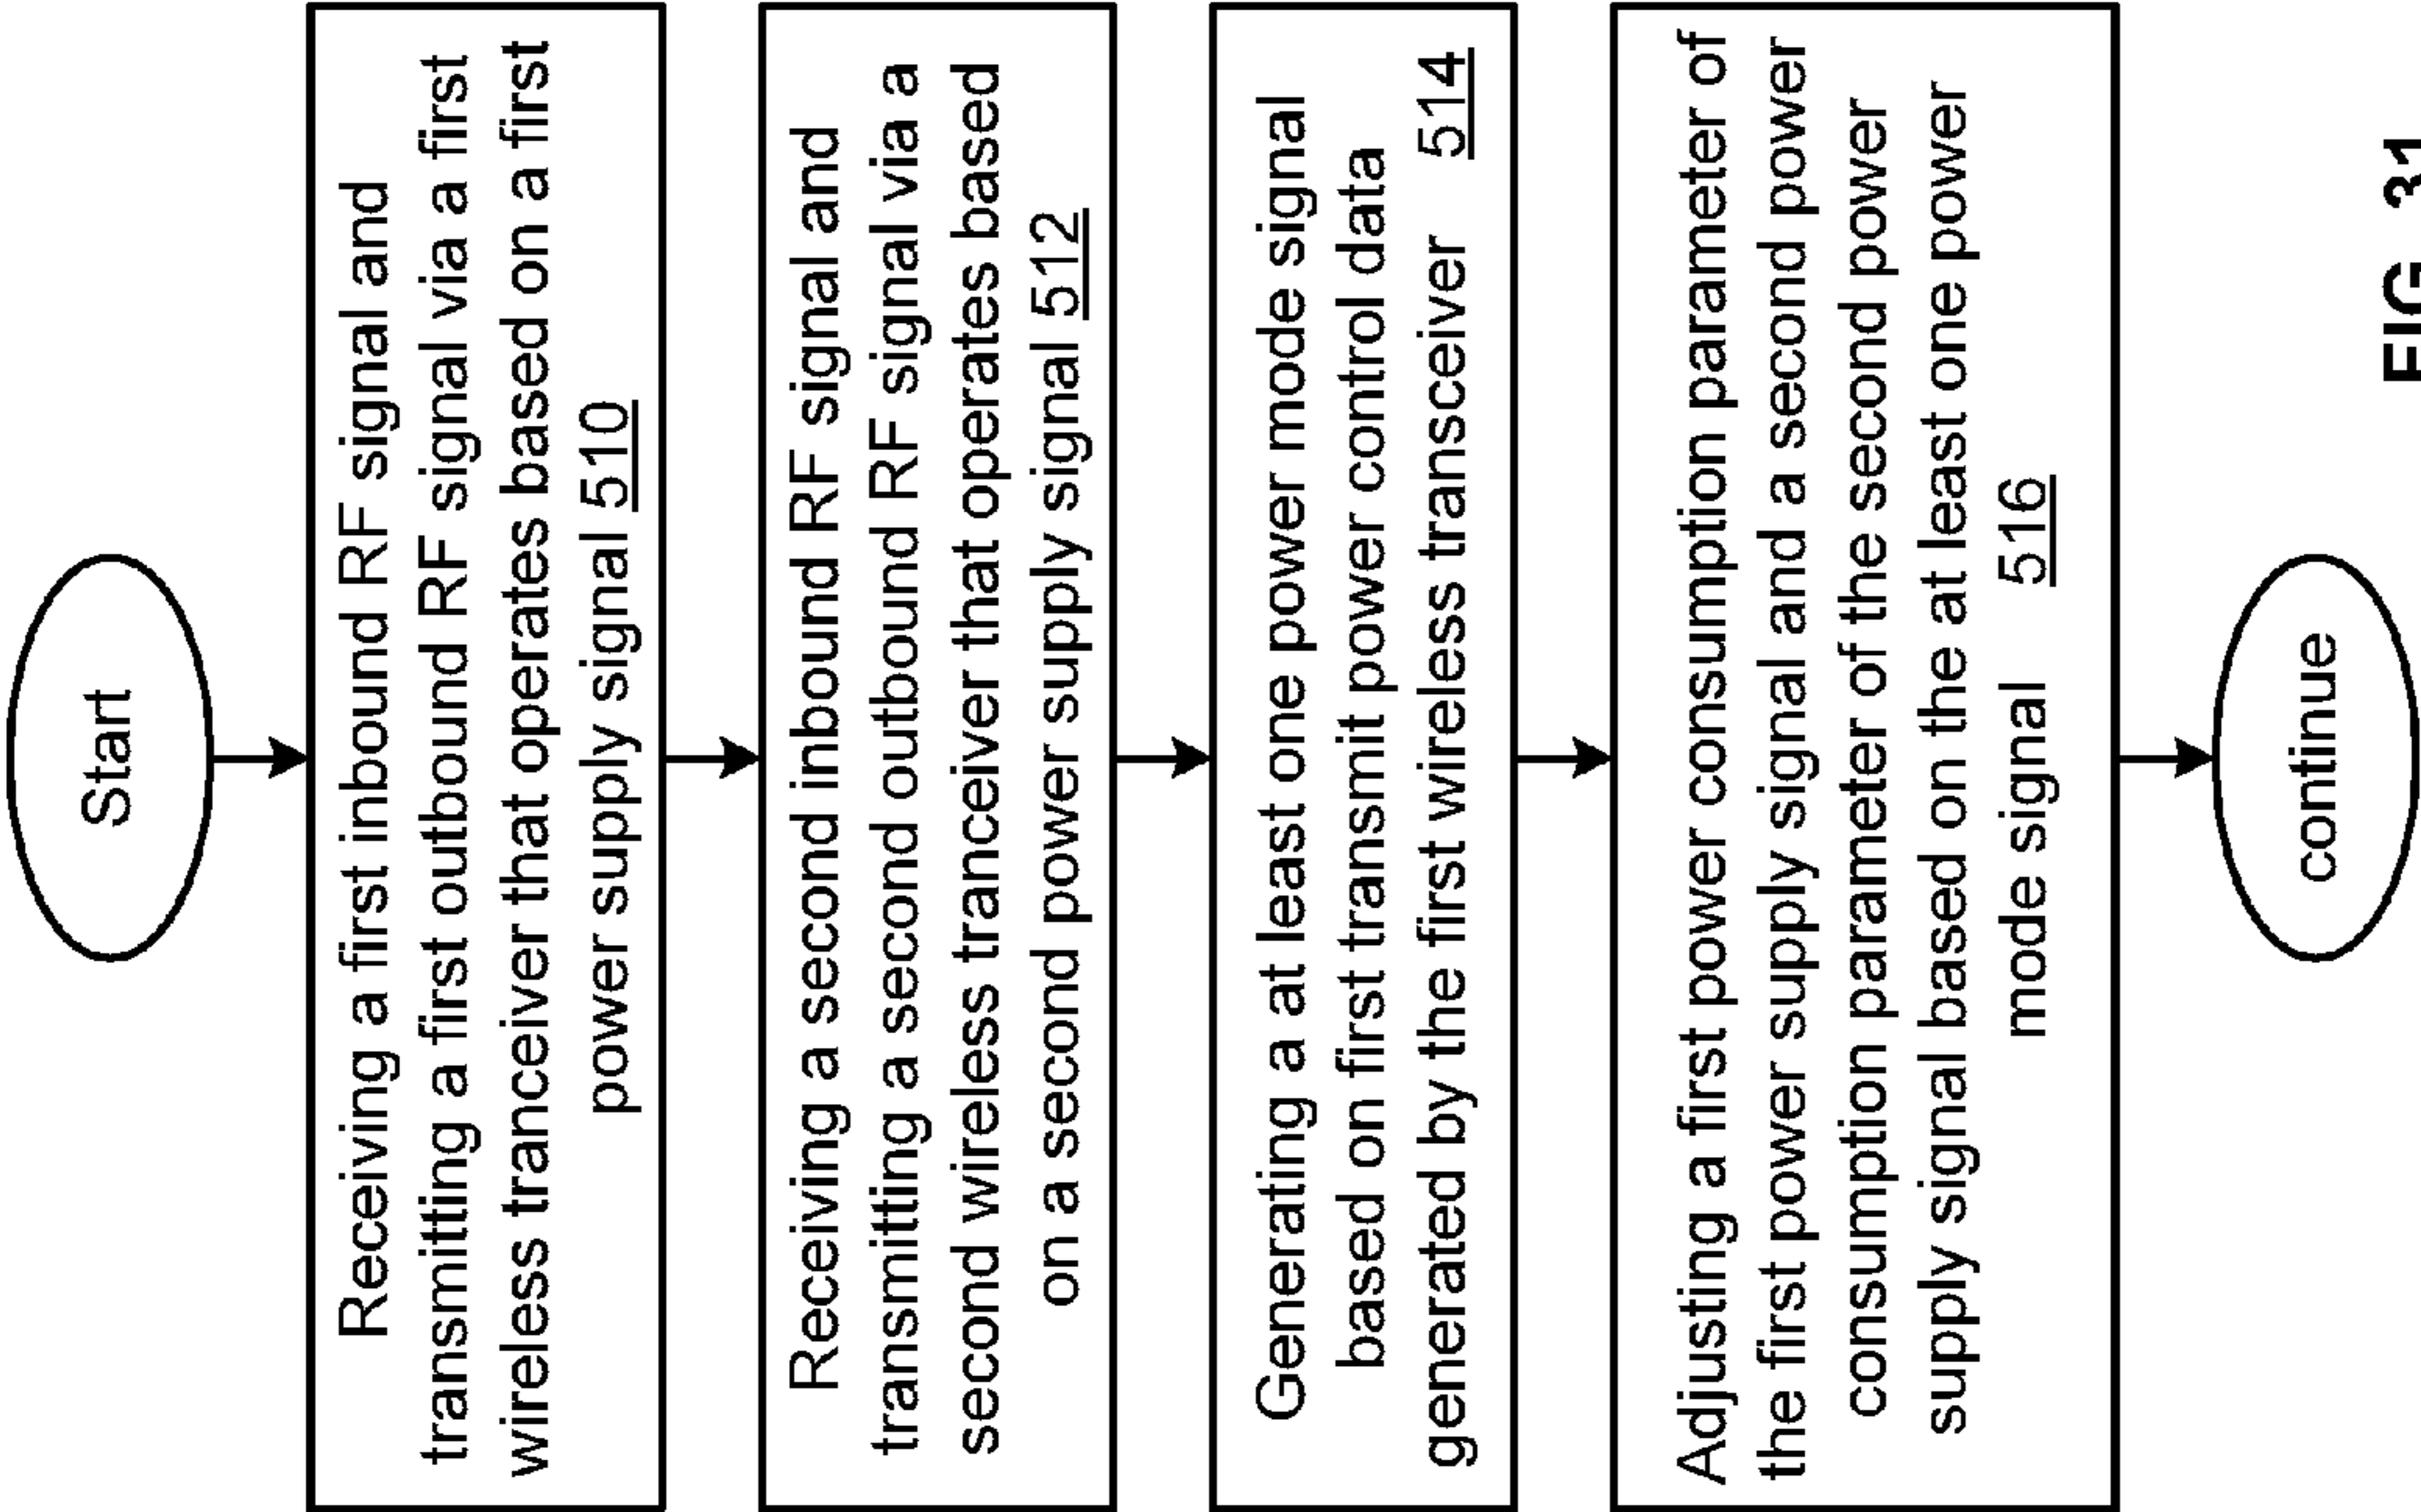 Start
Receiving a first inbound RF signal and
transmitting a first outbound RF signal via a first
wireless tranceiver that operates based on a first
power supply signal 510
Receiving a second inbound RF signal and
transmitting a second outbound RF signal via a
second wireless tranceiver that operates based
on a second power supply signal 512
Generating a at least one power mode signal
based on first transmit power control data
generated by the first wireless transceiver 514
Adjusting a first power consumption parameter of
the first power supply signal and a second power
consumption parameter of the second power
supply signal based on the at least one power
mode signal 516
continue
FIG. 31